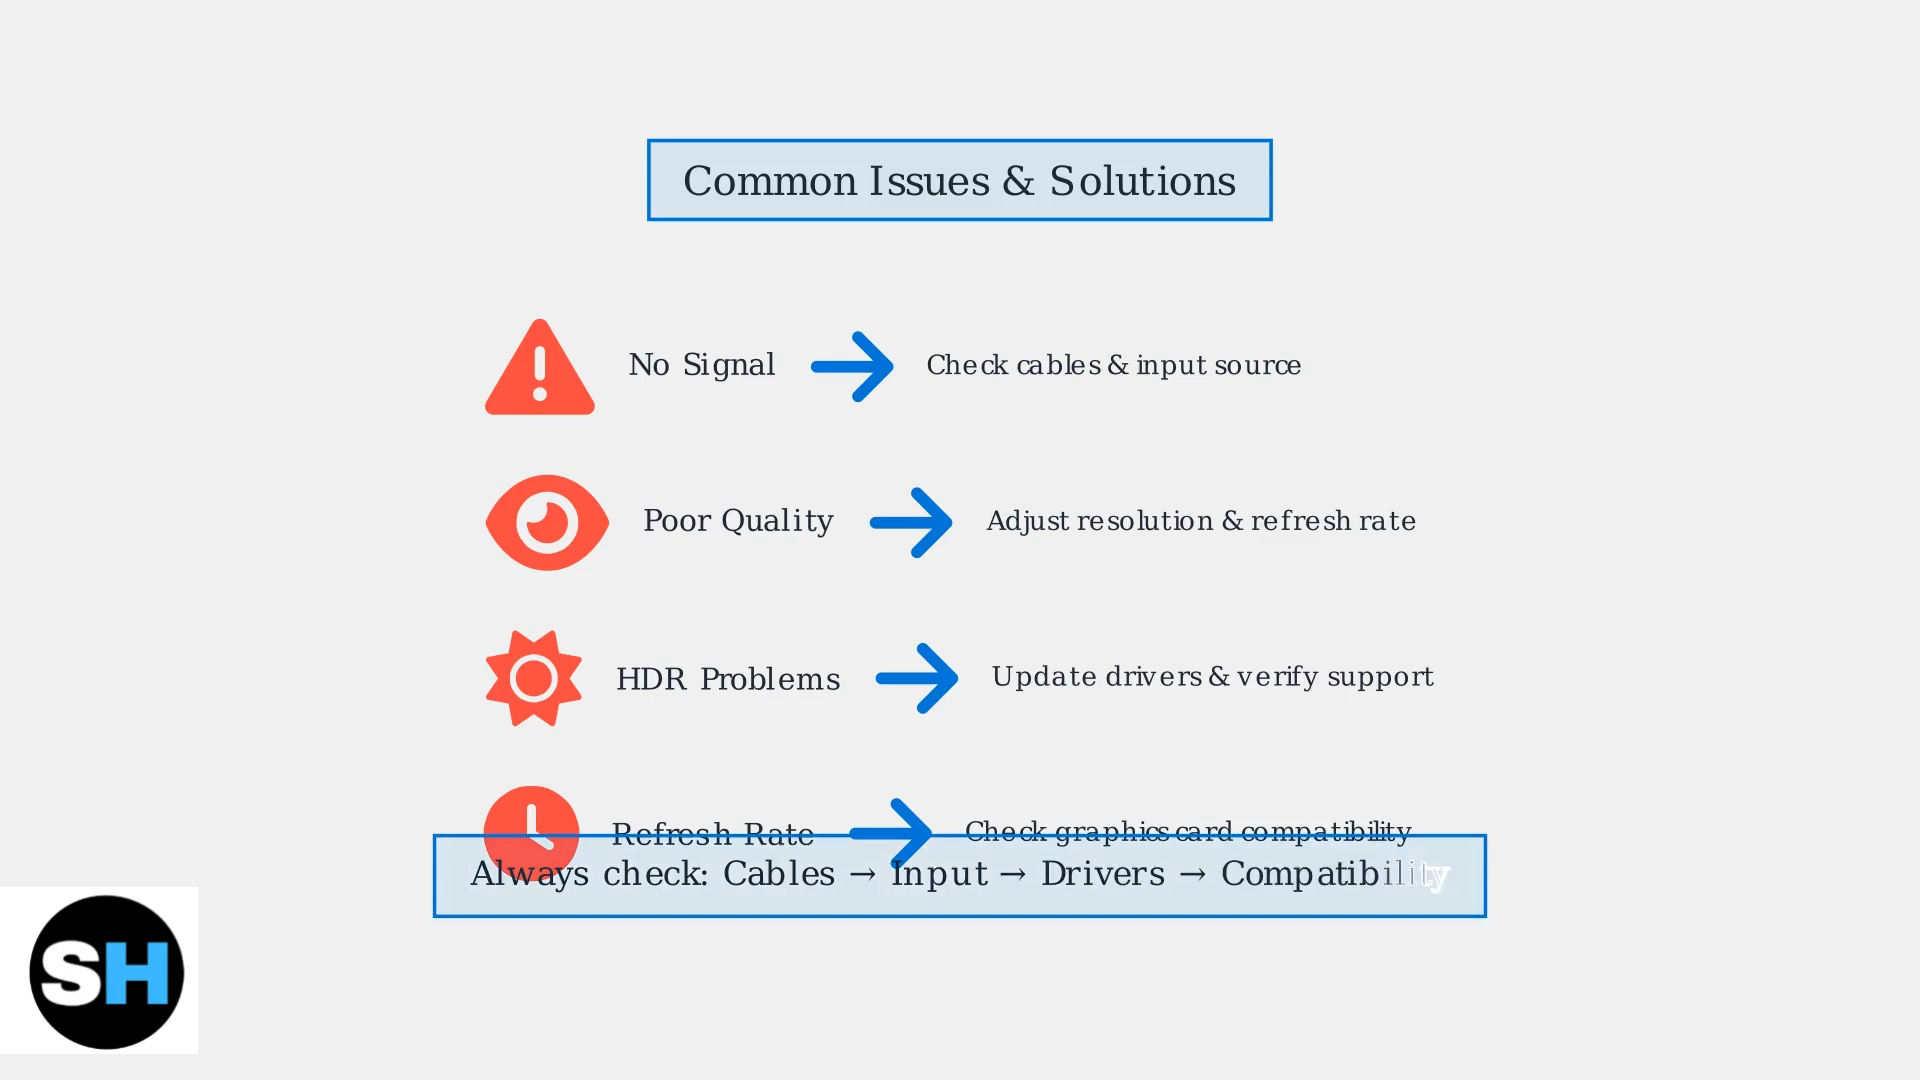 Common Issues & Solutions
No Signal → Check cables & input source
Poor Quality → Adjust resolution & refresh rate
HDR Problems → Update drivers & verify support
Refresh Rate → Check graphics card compatibility
Always check: Cables → Input → Drivers → Compatibility
SH